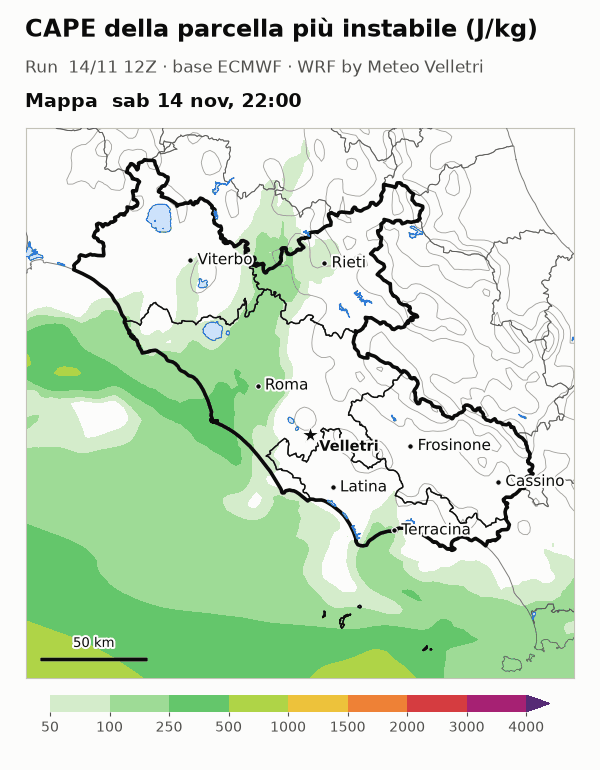 CAPE della parcella più instabile (J/kg)
Run  14/11 12Z · base ECMWF · WRF by Meteo Velletri
Mappa  sab 14 nov, 22:00
Viterbo
Rieti
Roma
Velletri
Frosinone
Cassino
Latina
Terracina
50 km
50 100 250 500 1000 1500 2000 3000 4000